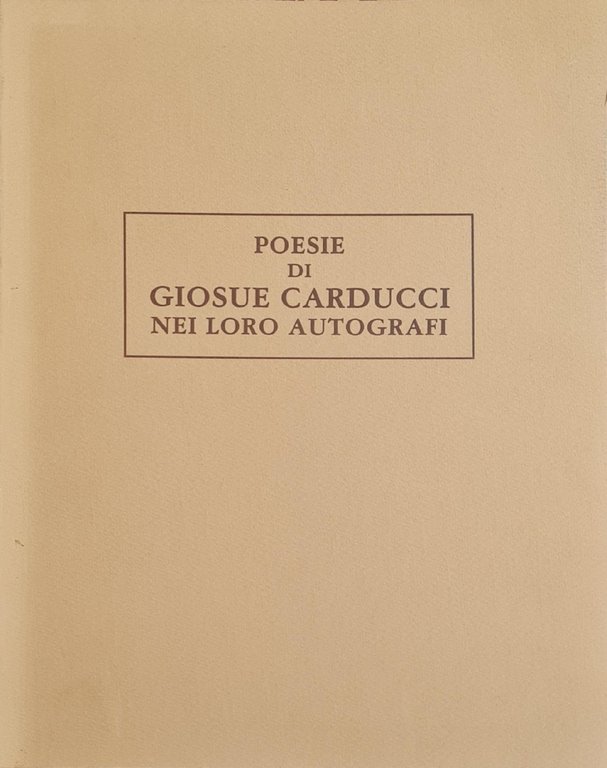 POESIE
DI
GIOSUE CARDUCCI
NEI LORO AUTOGRAFI